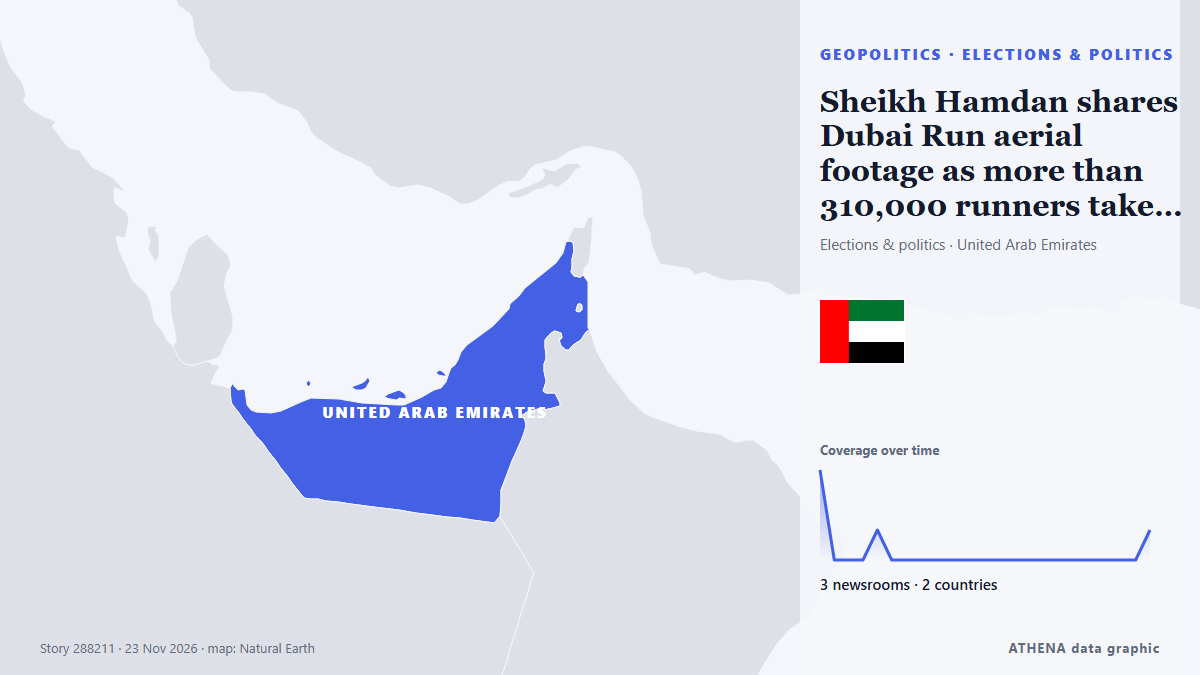 GEOPOLITICS · ELECTIONS & POLITICS
Sheikh Hamdan shares
Dubai Run aerial
footage as more than
310,000 runners take...
Elections & politics · United Arab Emirates
UNITED ARAB EMIRATES
Coverage over time
3 newsrooms · 2 countries
Story 288211 · 23 Nov 2026 · map: Natural Earth
ATHENA data graphic